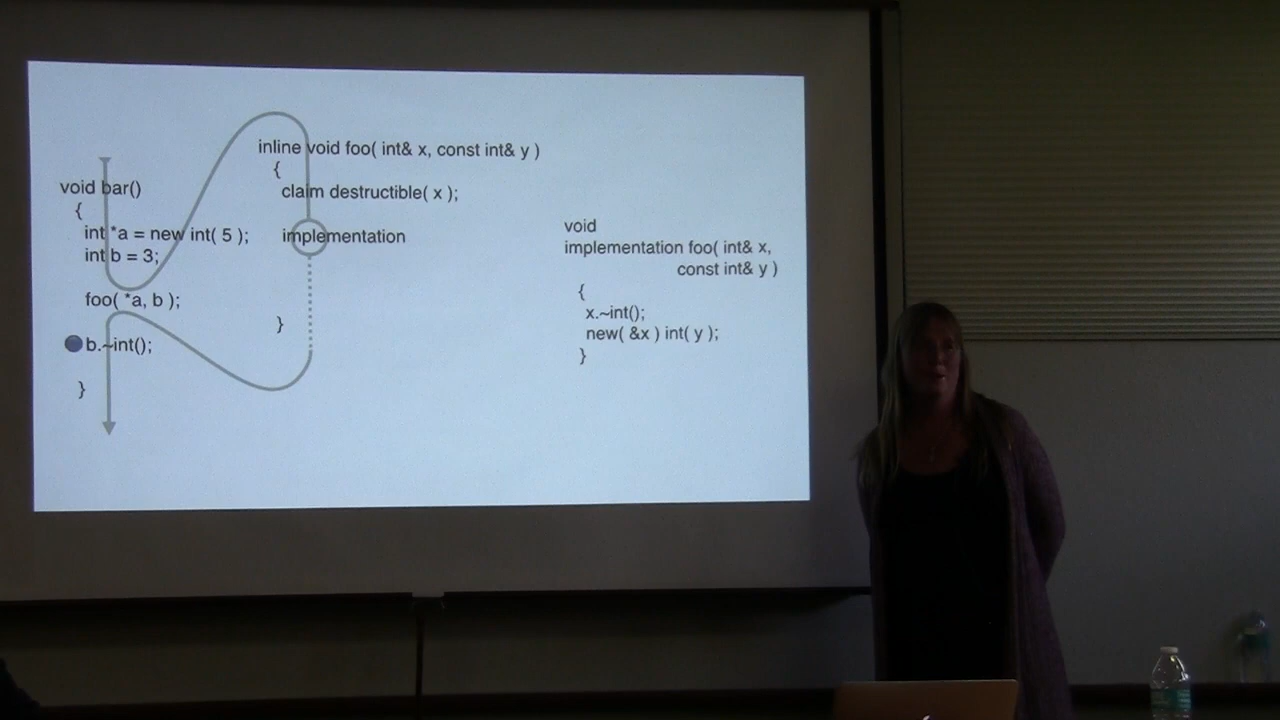 void bar()
{
int *a = new int( 5 );
int b = 3;
foo( *a, b );
b.~int();
}
inline void foo( int& x, const int& y )
{
claim destructible( x );
implementation
}
void
implementation foo( int& x,
const int& y )
{
x.~int();
new( &x ) int( y );
}